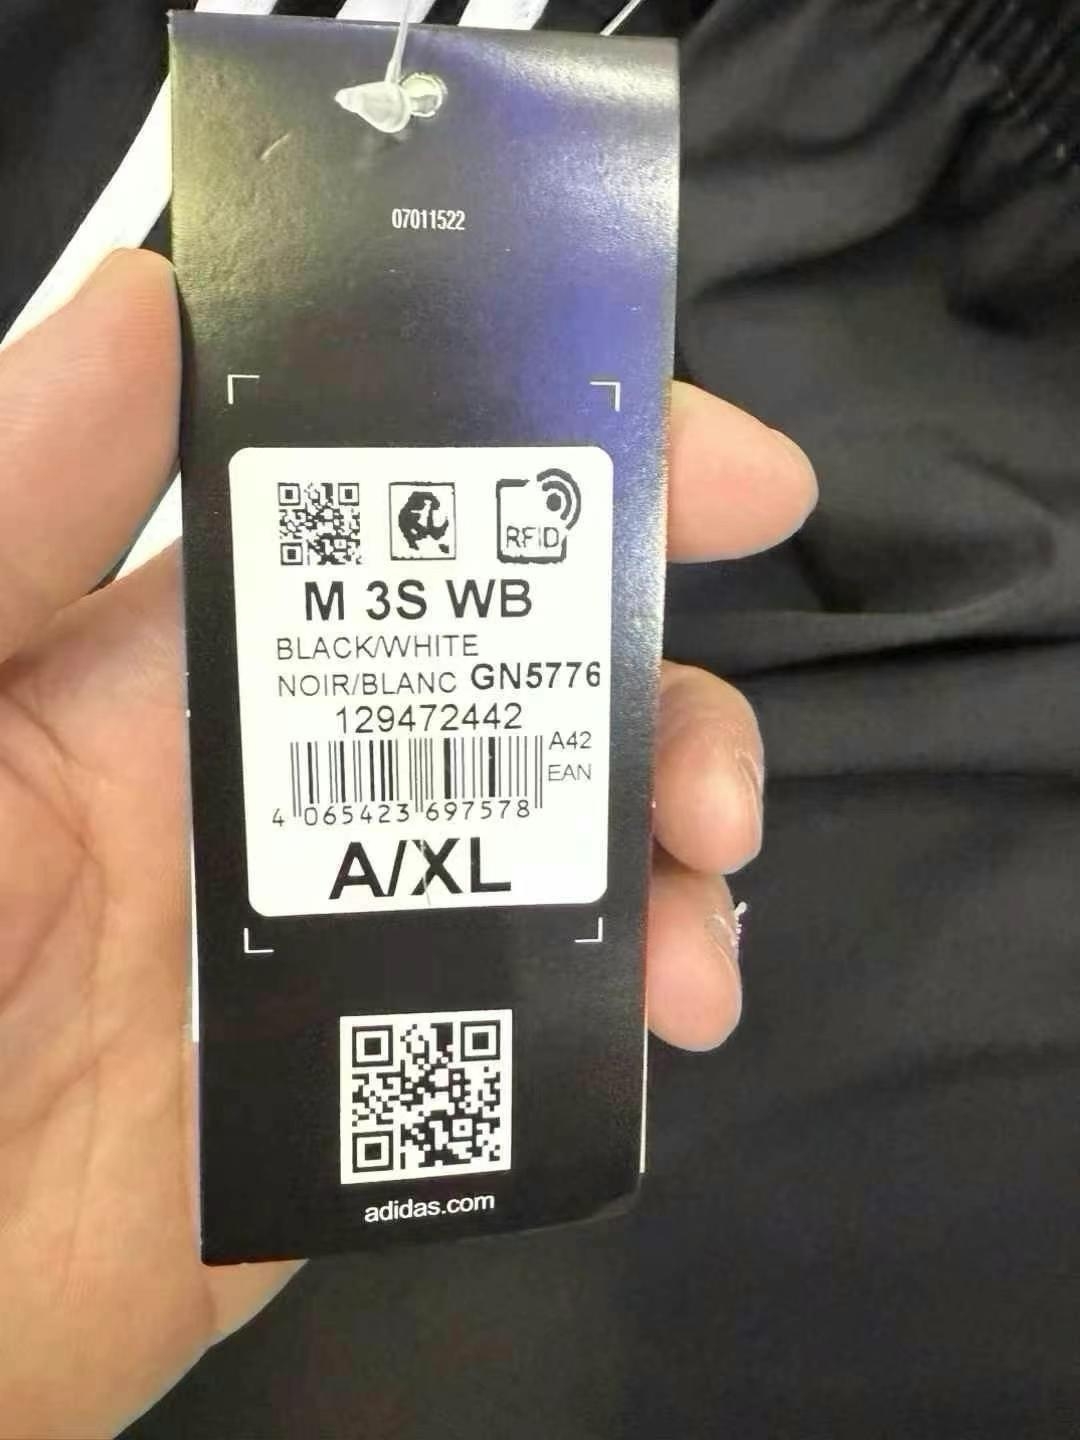 07011522
RFID
M 3S WB
BLACK/WHITE
NOIR/BLANC GN5776
129472442
A42
EAN
4 065423 697578
A/XL
adidas.com